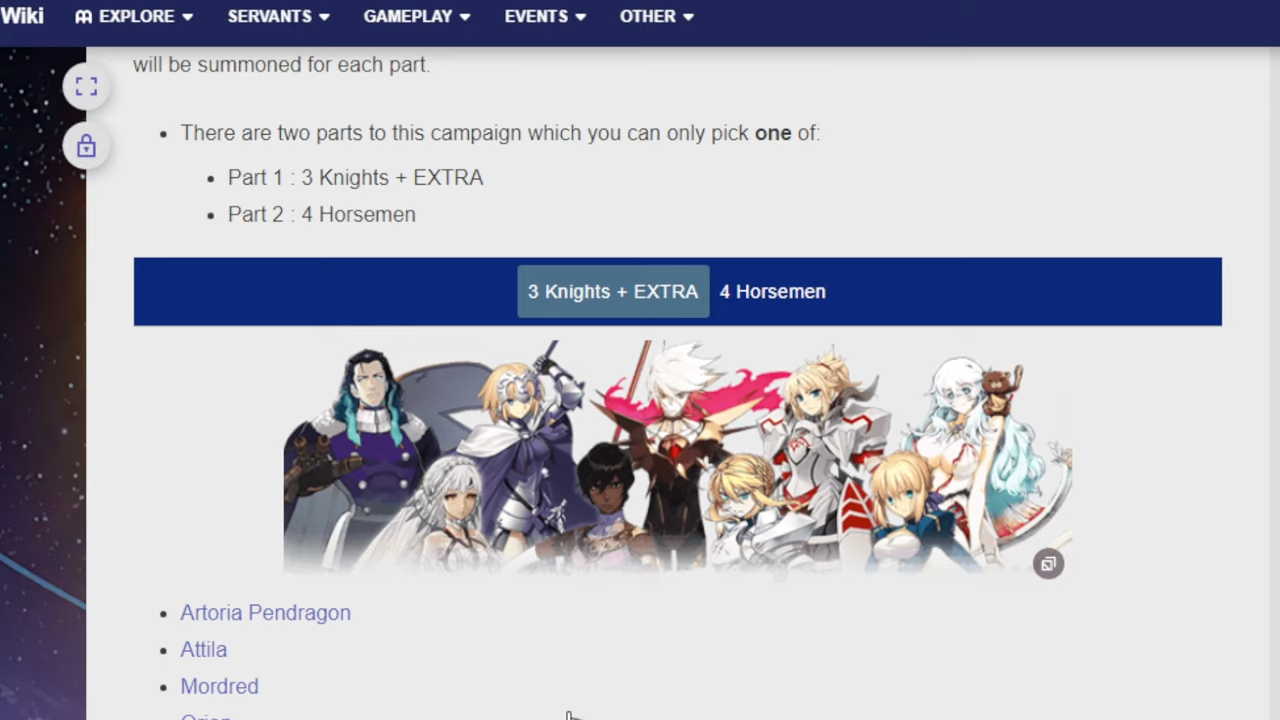 Wiki EXPLORE SERVANTS GAMEPLAY EVENTS OTHER
will be summoned for each part.
There are two parts to this campaign which you can only pick one of:
Part 1 : 3 Knights + EXTRA
Part 2 : 4 Horsemen
3 Knights + EXTRA 4 Horsemen
Artoria Pendragon
Attila
Mordred